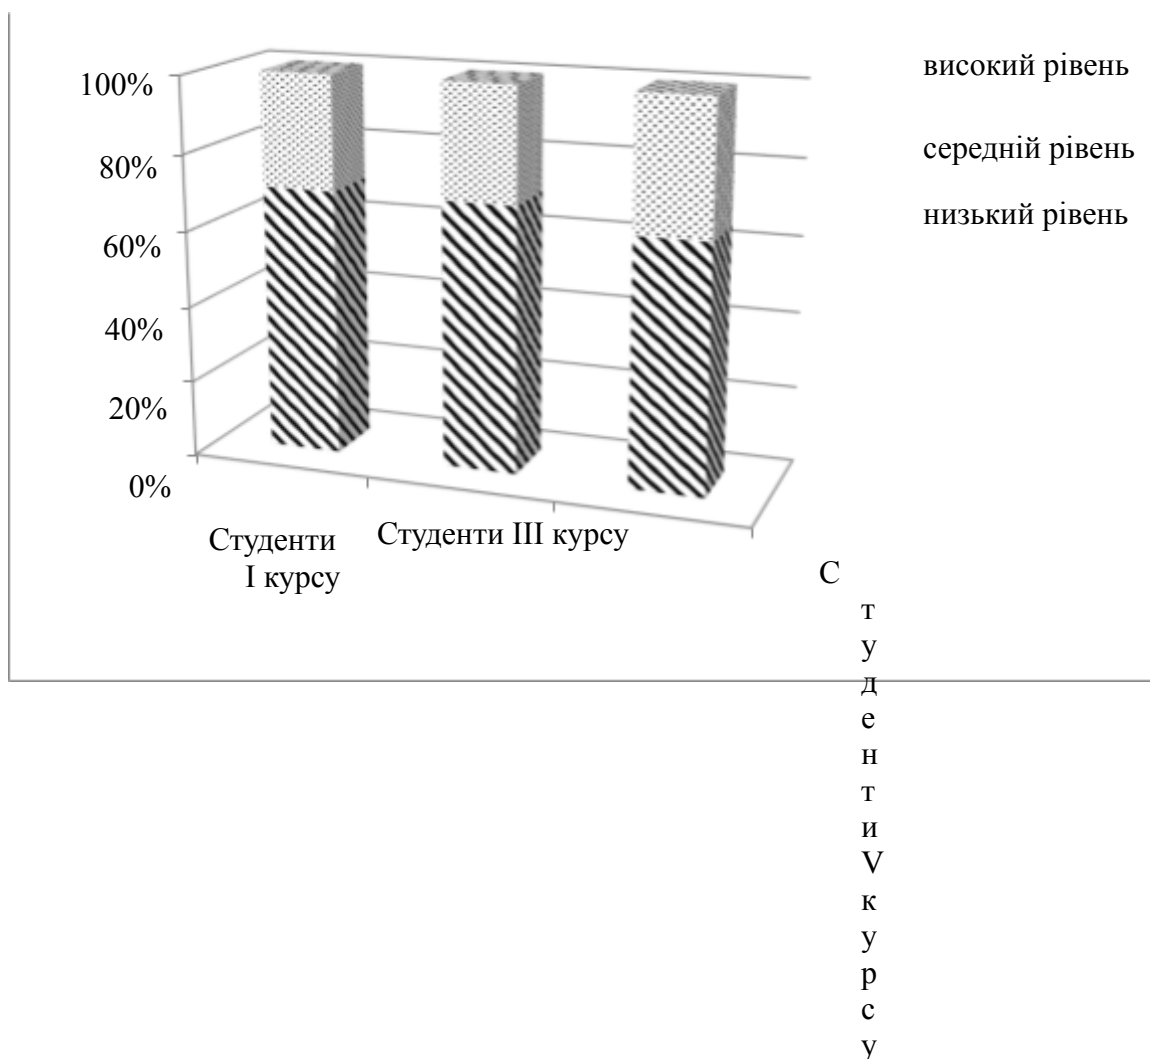 100%
80%
60%
40%
20%
0%
високий рівень
середній рівень
низький рівень
Студенти
І курсу
Студенти ІІІ курсу
С
т
у
д
е
н
т
и
V
к
у
р
с
у